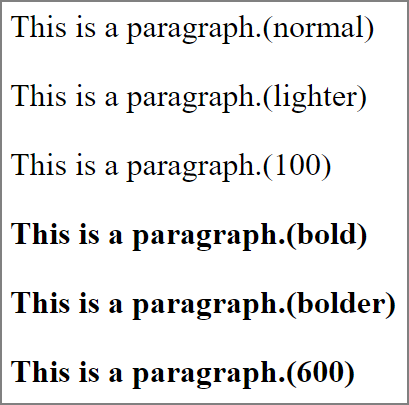 This is a paragraph.(normal)
This is a paragraph.(lighter)
This is a paragraph.(100)
This is a paragraph.(bold)
This is a paragraph.(bolder)
This is a paragraph.(600)